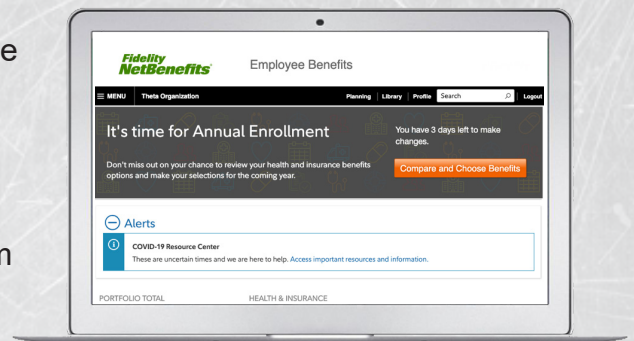 e
Fidelity
NetBenefits
Employee Benefits
MENU Theta Organization Planning Library Profile Search Logout
It's time for Annual Enrollment
You have 3 days left to make
changes.
Don't miss out on your chance to review your health and insurance benefits
options and make your selections for the coming year.
Compare and Choose Benefits
Alerts
COVID-19 Resource Center
These are uncertain times and we are here to help. Access important resources and information.
m
PORTFOLIO TOTAL HEALTH & INSURANCE